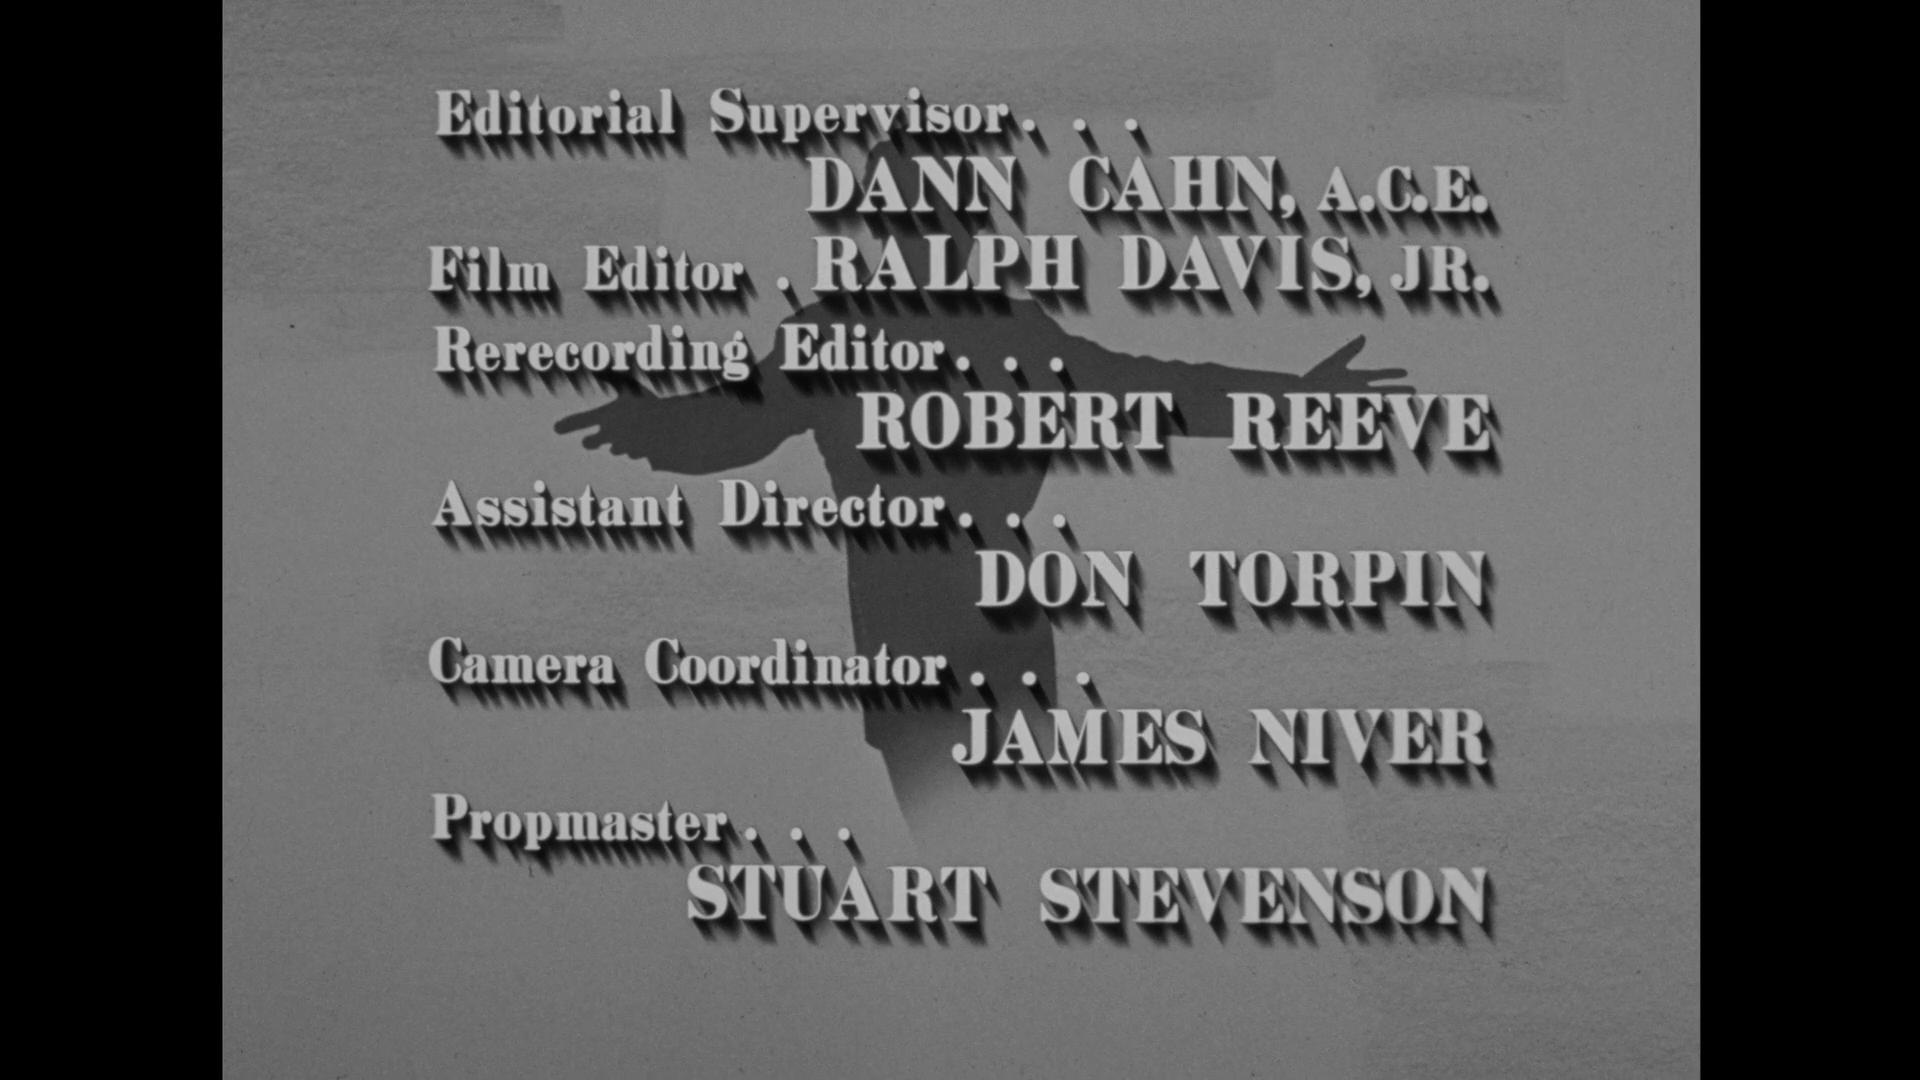 Editorial Supervisor. . .
DANN CAHN, A.C.E.
Film Editor . RALPH DAVIS, JR.
Rerecording Editor. . .
ROBERT REEVE
Assistant Director. . .
DON TORPIN
Camera Coordinator. . .
JAMES NIVER
Propmaster. . .
STUART STEVENSON